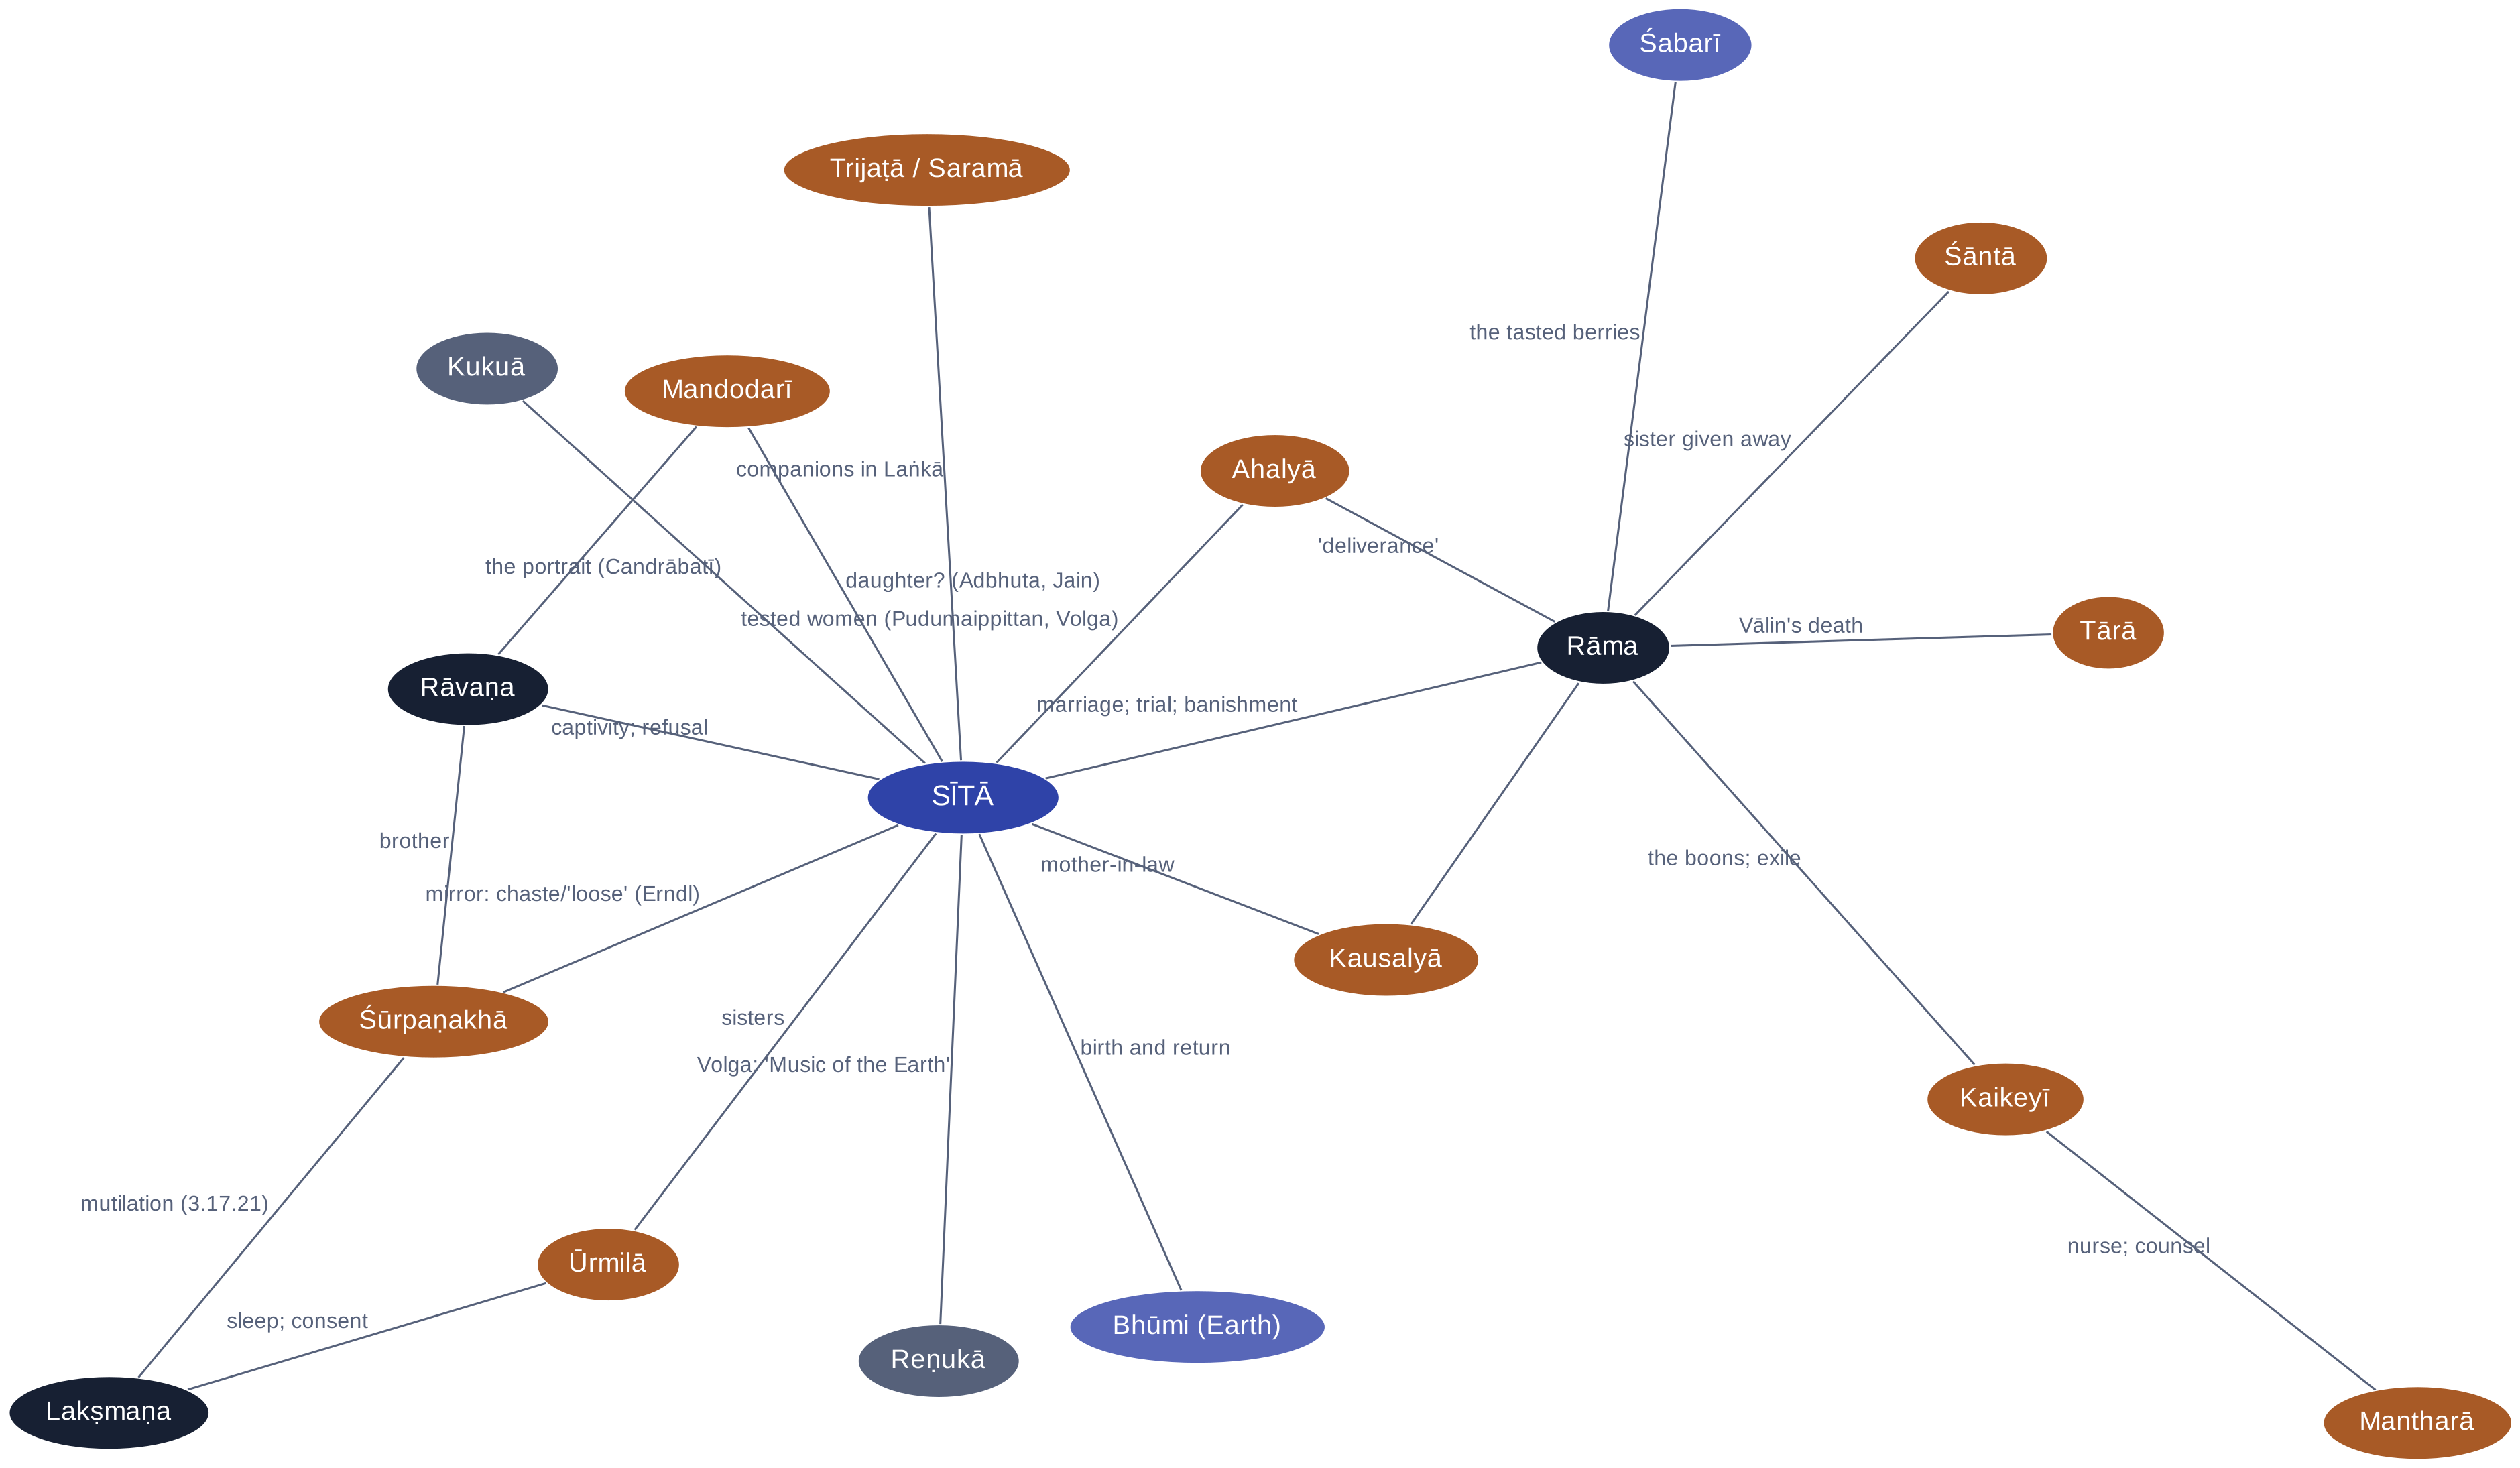 Śabarī
Trijaṭā / Saramā
Śāntā
the tasted berries
Kukuā
Mandodarī
sister given away
companions in Laṅkā
Ahalyā
'deliverance'
the portrait (Candrābatī)
daughter? (Adbhuta, Jain)
tested women (Pudumaippittan, Volga)
Vālin's death
Tārā
Rāma
Rāvaṇa
marriage; trial; banishment
captivity; refusal
SĪTĀ
brother
mother-in-law
the boons; exile
mirror: chaste/'loose' (Erndl)
Kausalyā
Śūrpaṇakhā
sisters
birth and return
Volga: 'Music of the Earth'
Kaikeyī
mutilation (3.17.21)
nurse; counsel
Ūrmilā
sleep; consent
Bhūmi (Earth)
Reṇukā
Lakṣmaṇa
Mantharā